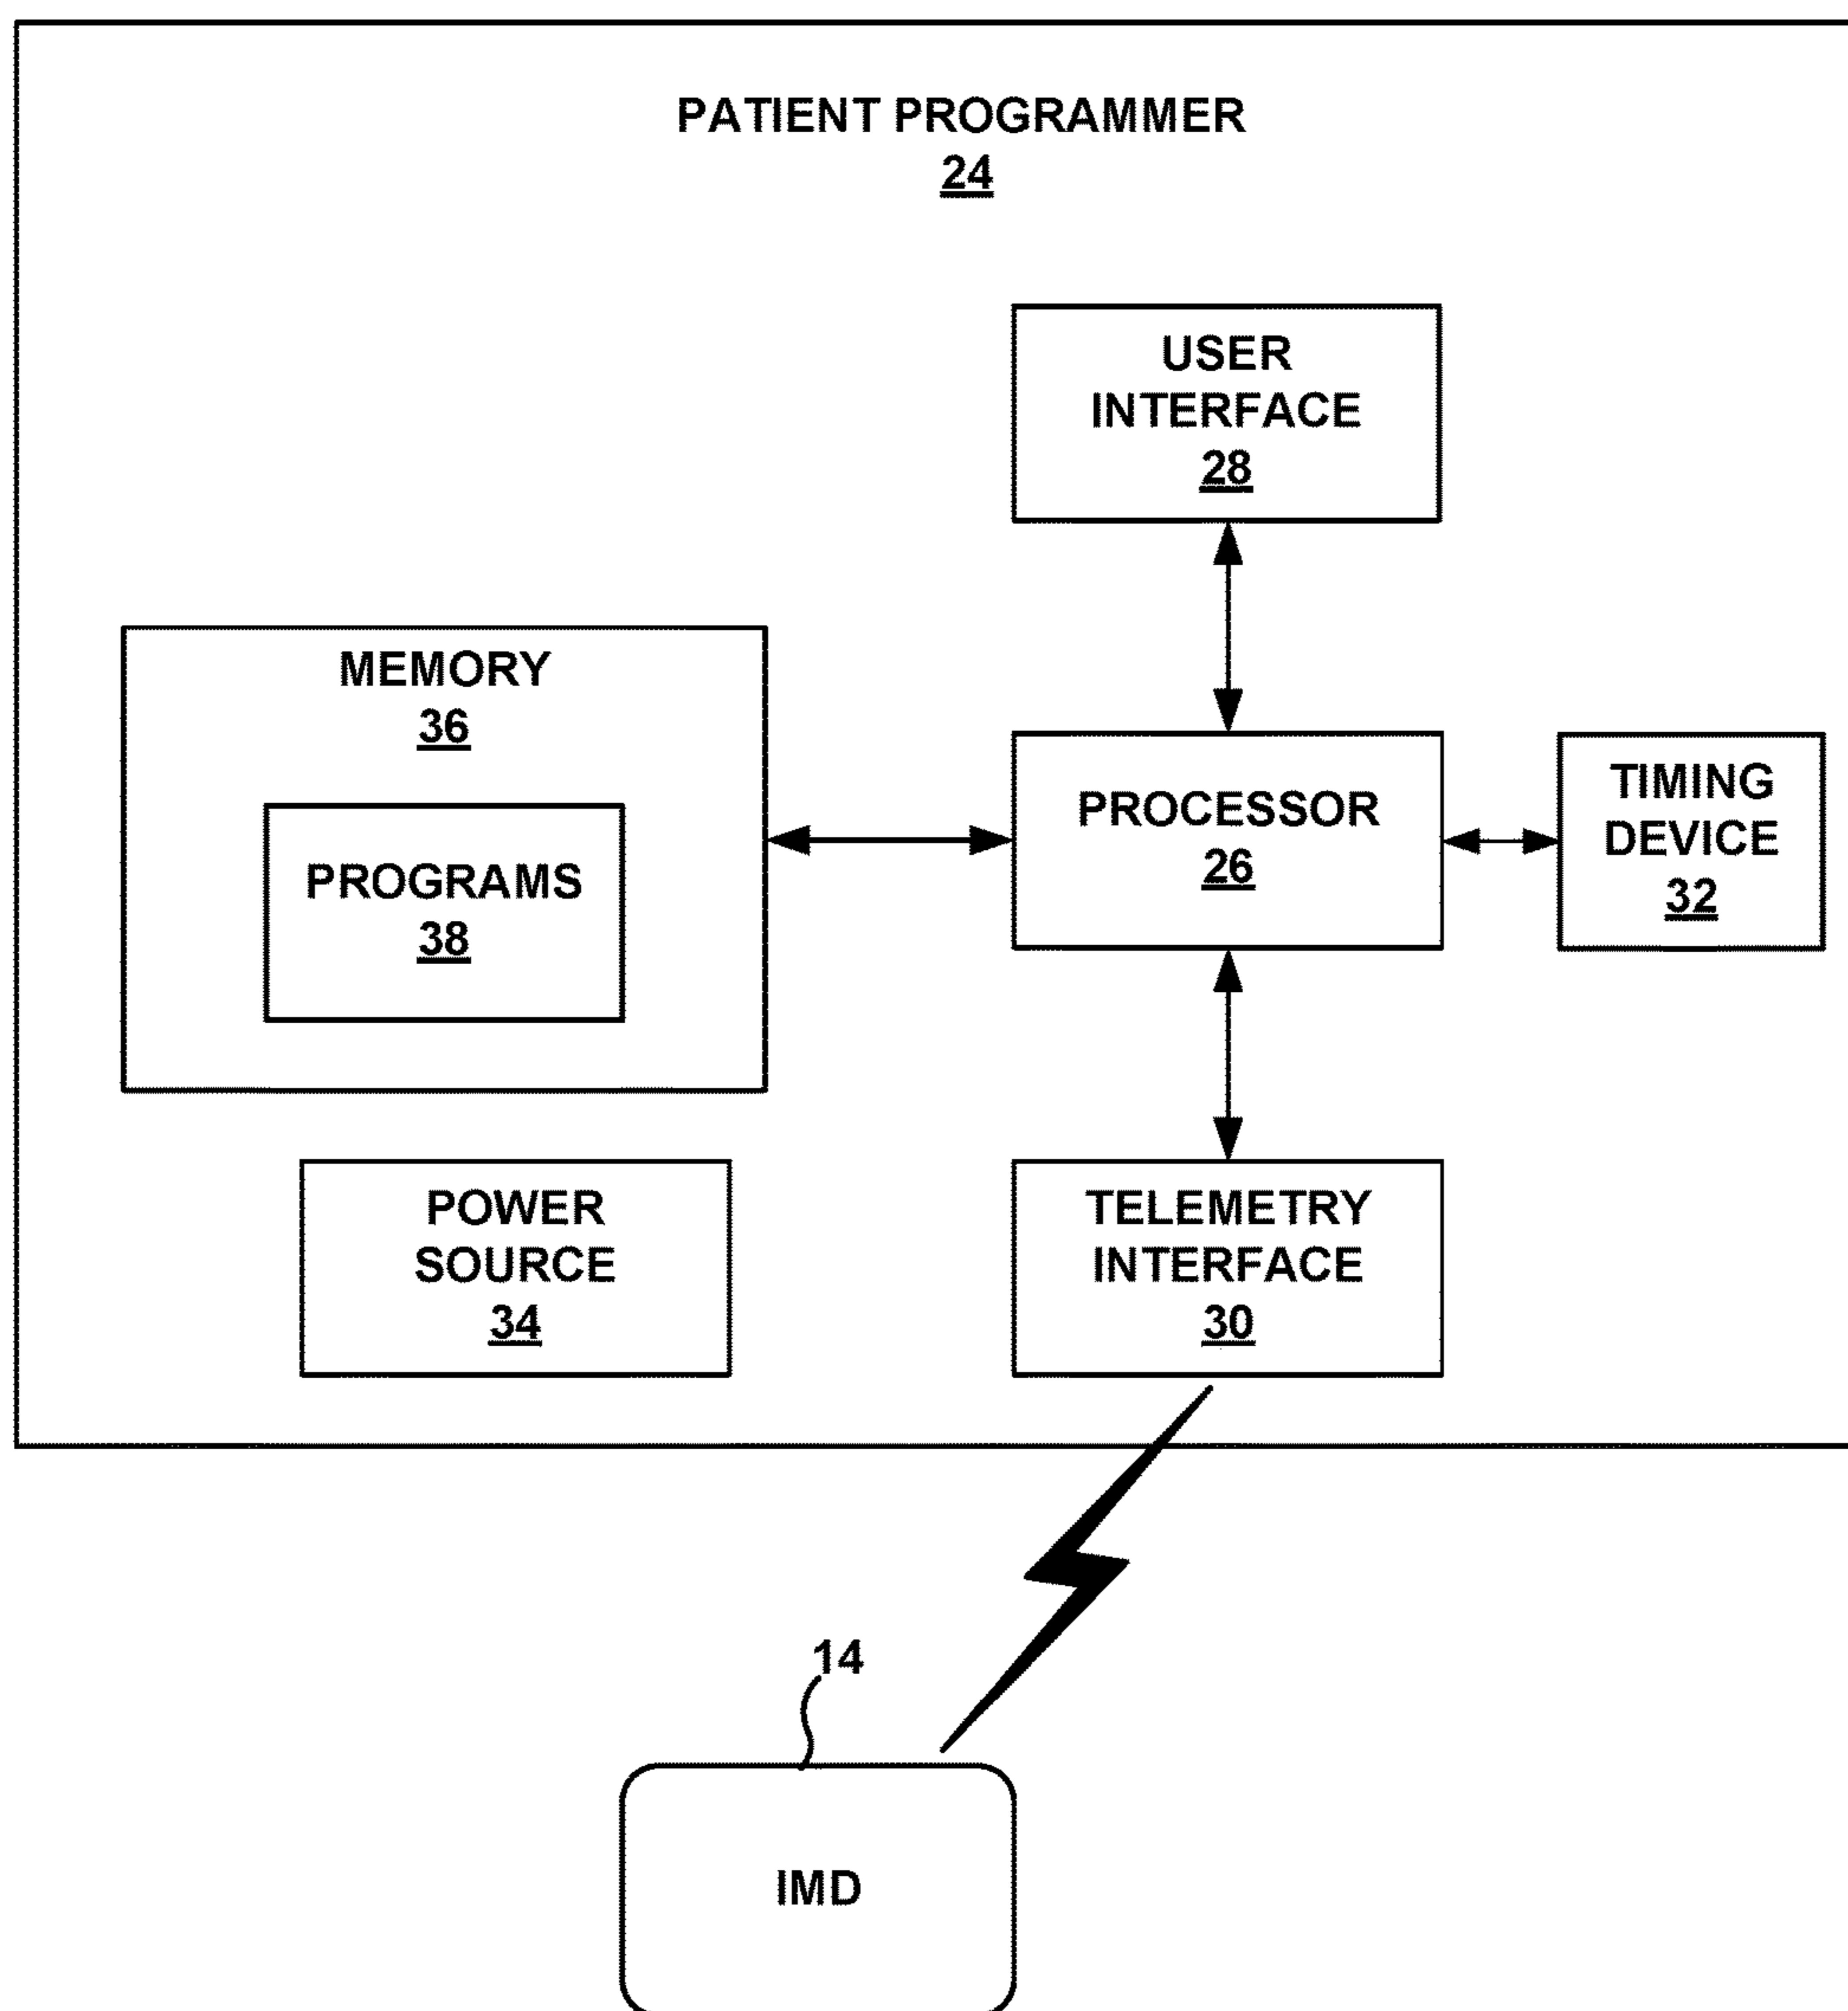 PATIENT PROGRAMMER
24
USER
INTERFACE
28
MEMORY
36
PROGRAMS
38
PROCESSOR
26
TIMING
DEVICE
32
POWER
SOURCE
34
TELEMETRY
INTERFACE
30
14
IMD